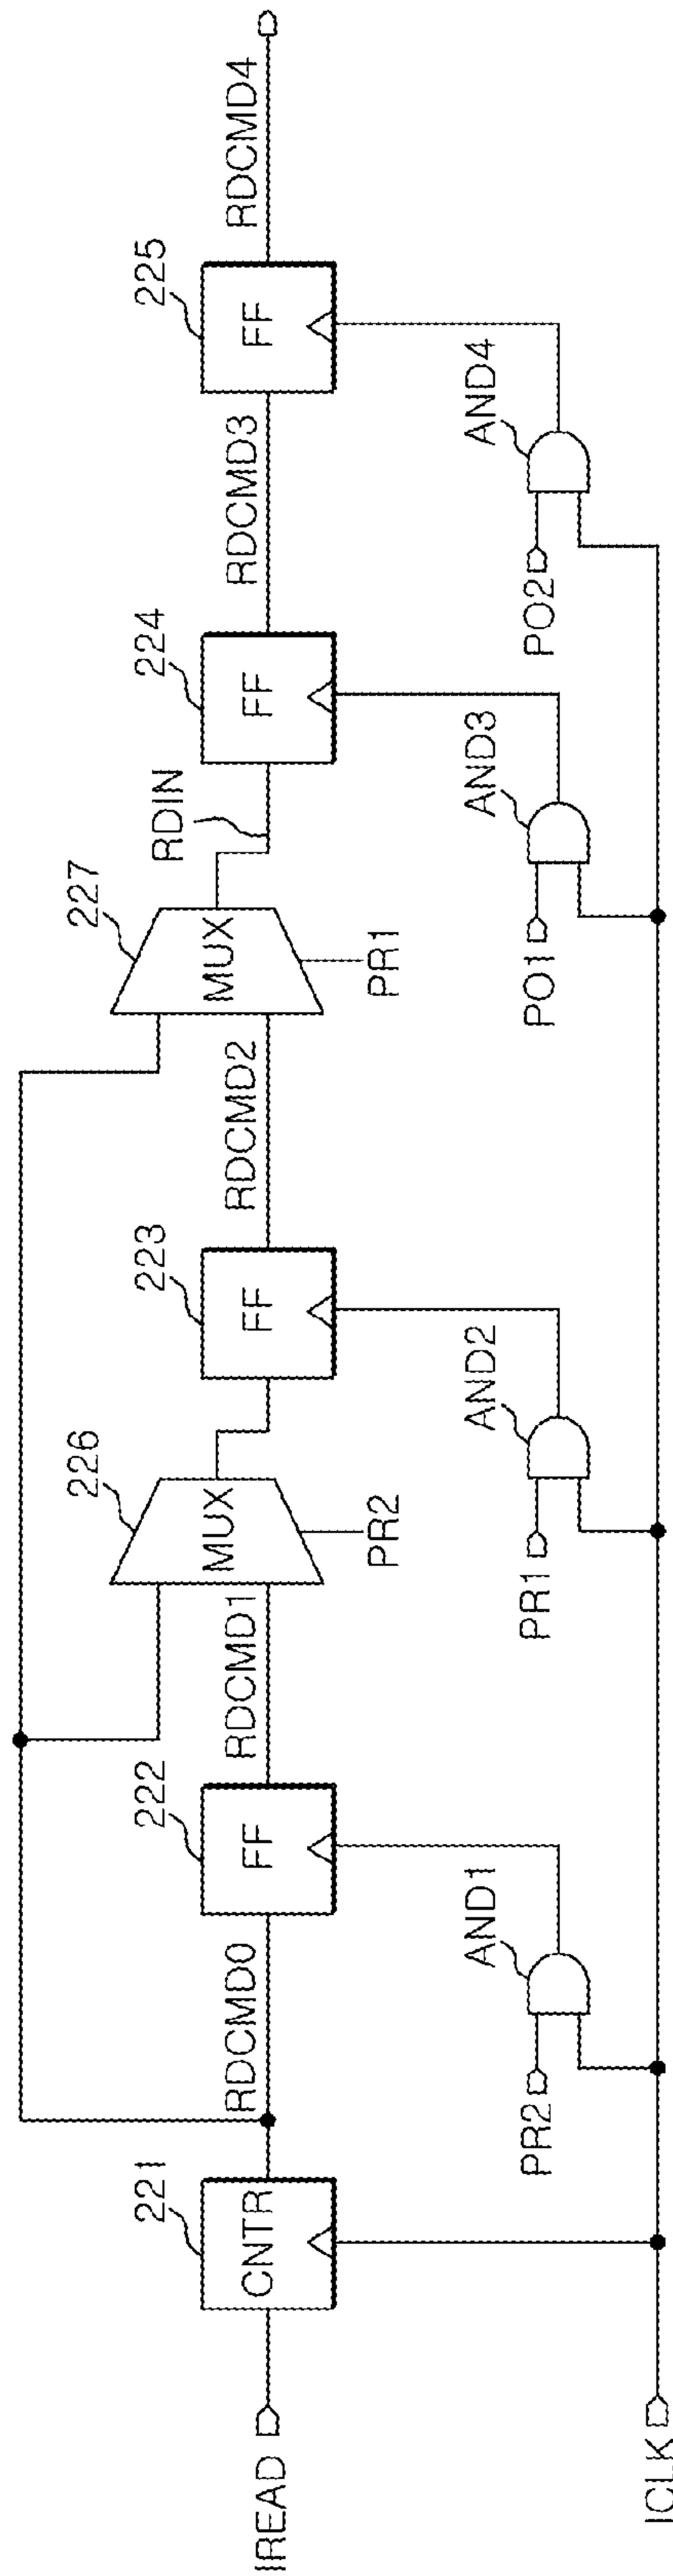 IREAD
221
CNTR
RDCMD0
222
FF
RDCMD1
226
MUX
PR2
223
FF
RDCMD2
227
MUX
PR1
RDIN
224
FF
RDCMD3
225
FF
RDCMD4
ICLK
PR2
AND1
PR1
AND2
PO1
AND3
PO2
AND4